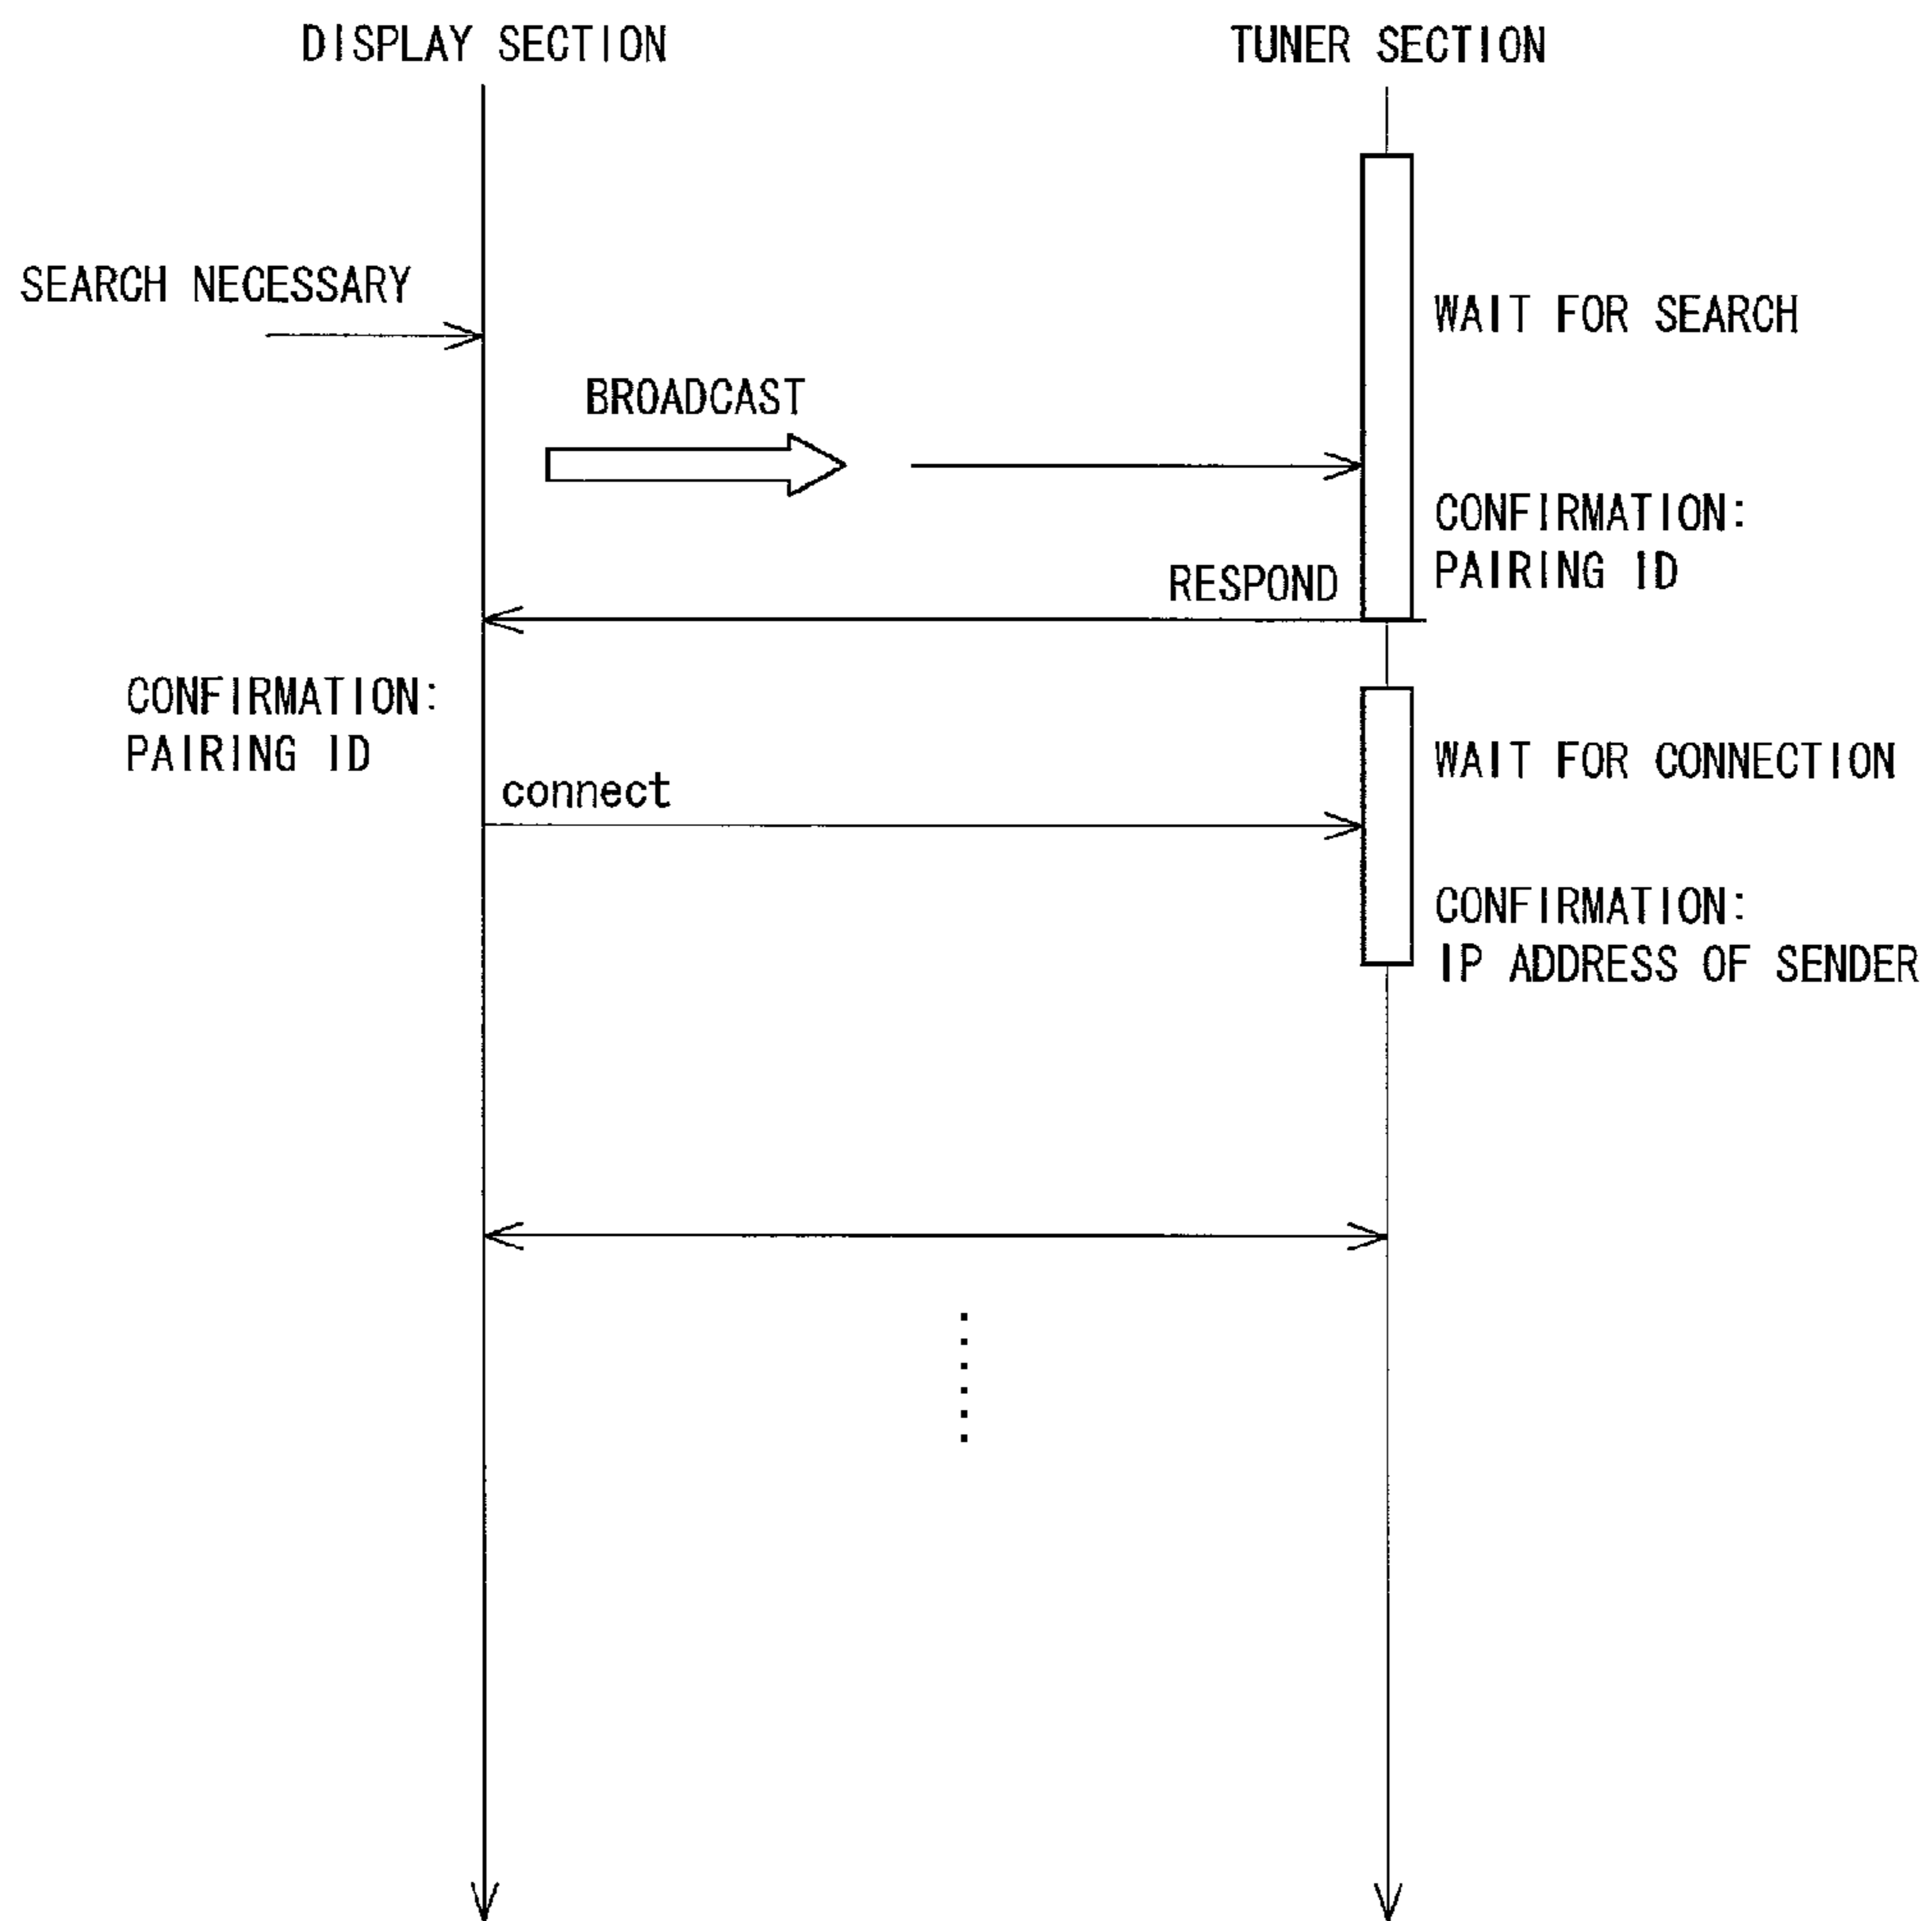 DISPLAY SECTION
TUNER SECTION
SEARCH NECESSARY
WAIT FOR SEARCH
BROADCAST
CONFIRMATION:
PAIRING ID
RESPOND
CONFIRMATION:
PAIRING ID
WAIT FOR CONNECTION
connect
CONFIRMATION:
IP ADDRESS OF SENDER